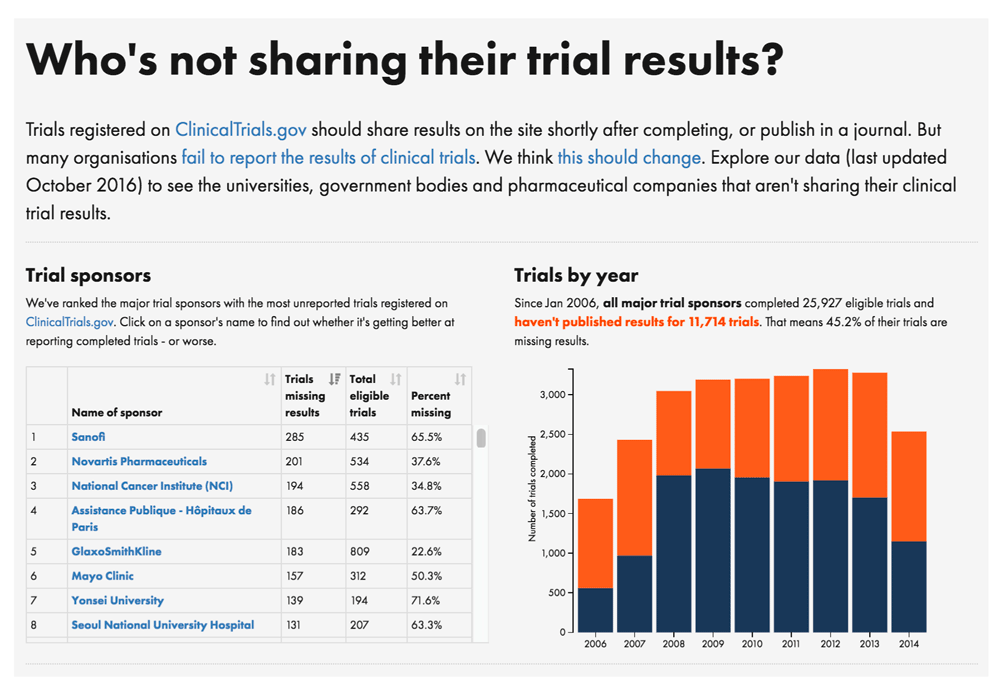 Who's not sharing their trial results?
Trials registered on ClinicalTrials.gov should share results on the site shortly after completing, or publish in a journal. But
many organisations fail to report the results of clinical trials. We think this should change. Explore our data (last updated
October 2016) to see the universities, government bodies and pharmaceutical companies that aren't sharing their clinical
trial results.
Trial sponsors
We've ranked the major trial sponsors with the most unreported trials registered on
ClinicalTrials.gov. Click on a sponsor's name to find out whether it's getting better at
reporting completed trials - or worse.
Name of sponsor
Trials
missing
results
Total
eligible
trials
Percent
missing
1 Sanofi 285 435 65.5%
2 Novartis Pharmaceuticals 201 534 37.6%
3 National Cancer Institute (NCI) 194 558 34.8%
4 Assistance Publique - Hôpitaux de 186 292 63.7%
Paris
5 GlaxoSmithKline 183 809 22.6%
6 Mayo Clinic 157 312 50.3%
7 Yonsei University 139 194 71.6%
8 Seoul National University Hospital 131 207 63.3%
Trials by year
Since Jan 2006, all major trial sponsors completed 25,927 eligible trials and
haven't published results for 11,714 trials. That means 45.2% of their trials are
missing results.
Number of trials completed
3,000
2,500
2,000
1,500
1,000
500
0
2006 2007 2008 2009 2010 2011 2012 2013 2014